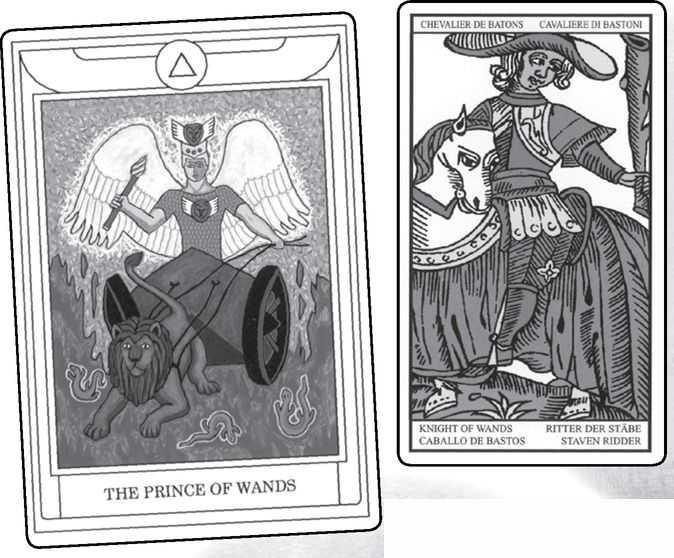 THE PRINCE OF WANDS
CHEVALIER DE BATONS CAVALIERE DI BASTONI
KNIGHT OF WANDS RITTER DER STÄBE
CABALLO DE BASTOS STAVEN RIDDER